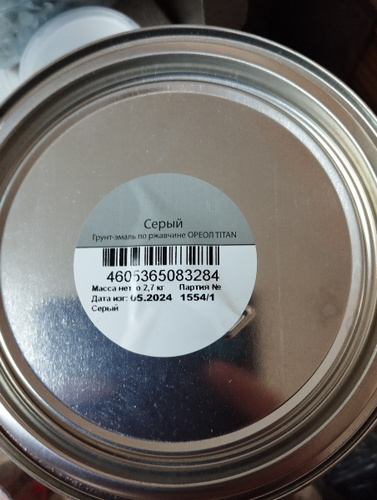 Серый
Грунт-эмаль по ржавчине ОРЕОЛ TITAN
4605365083284
Масса нетто 2,7 кг Партия №
Дата изг: 05.2024 1554/1
Серый